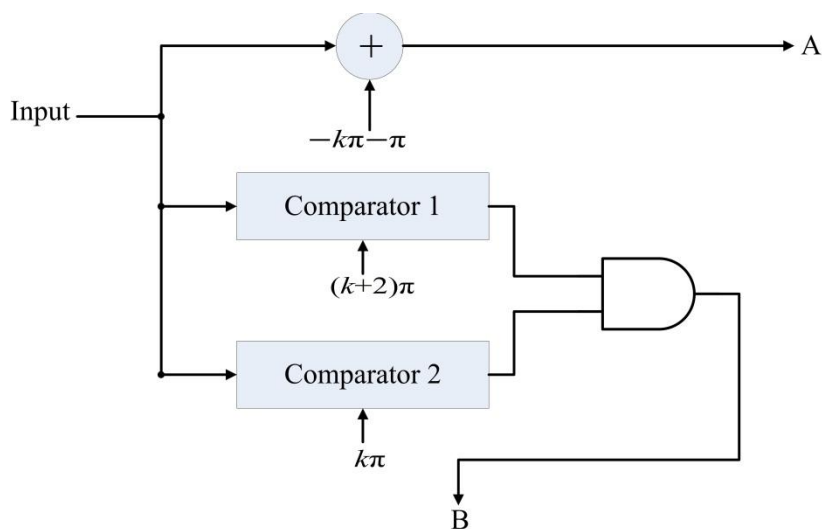 +
A
Input
−kπ−π
Comparator 1
(k+2)π
Comparator 2
kπ
B